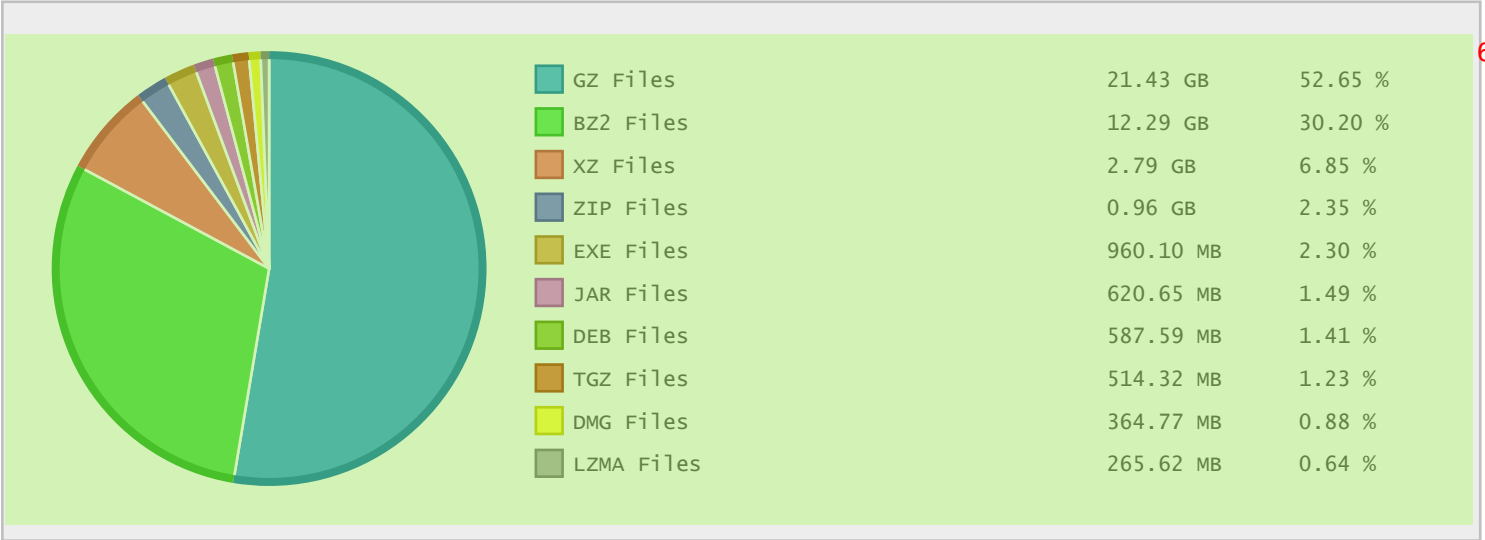 GZ Files 21.43 GB 52.65 %
BZ2 Files 12.29 GB 30.20 %
XZ Files 2.79 GB 6.85 %
ZIP Files 0.96 GB 2.35 %
EXE Files 960.10 MB 2.30 %
JAR Files 620.65 MB 1.49 %
DEB Files 587.59 MB 1.41 %
TGZ Files 514.32 MB 1.23 %
DMG Files 364.77 MB 0.88 %
LZMA Files 265.62 MB 0.64 %